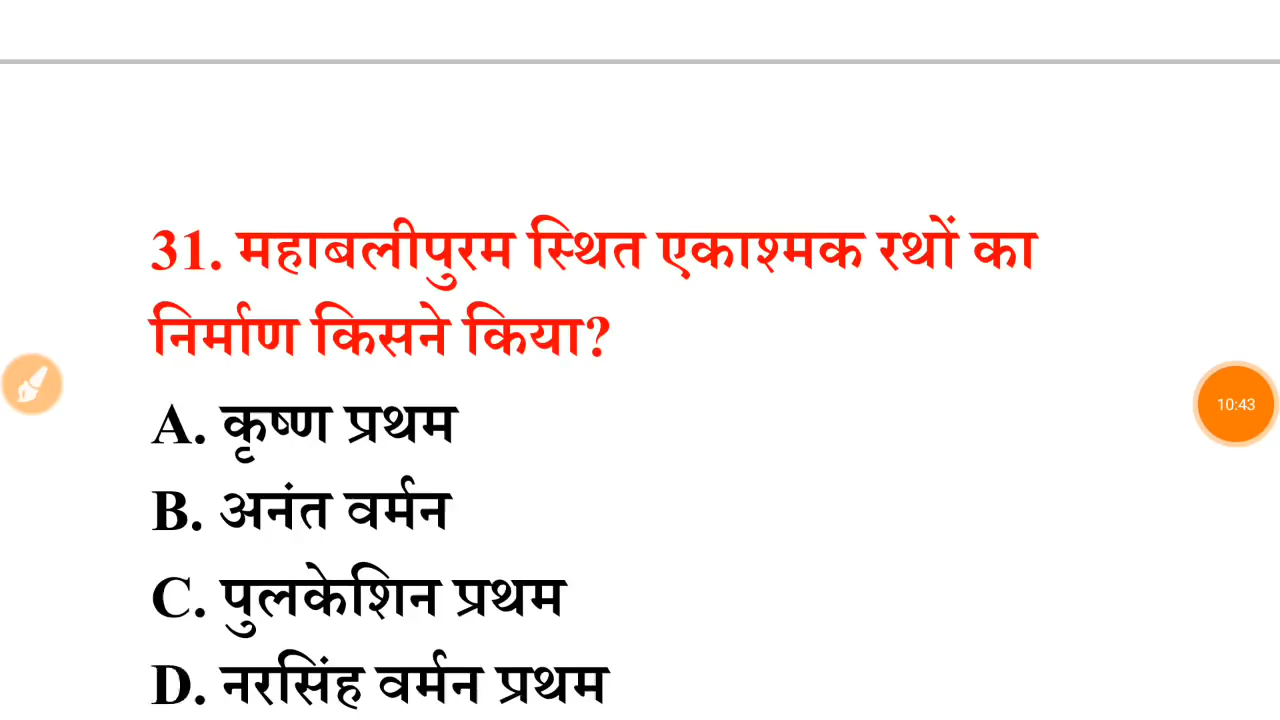 31. महाबलीपुरम स्थित एकाश्मक रथों का
निर्माण किसने किया?
A. कृष्ण प्रथम
B. अनंत वर्मन
C. पुलकेशिन प्रथम
D. नरसिंह वर्मन प्रथम
10:43